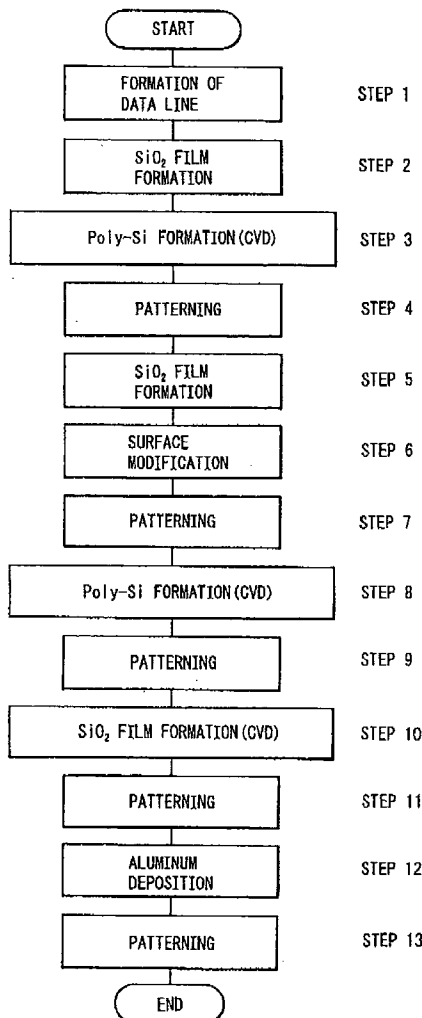 START
FORMATION OF
DATA LINE
STEP 1
SiO₂ FILM
FORMATION
STEP 2
Poly-Si FORMATION(CVD)
STEP 3
PATTERNING
STEP 4
SiO₂ FILM
FORMATION
STEP 5
SURFACE
MODIFICATION
STEP 6
PATTERNING
STEP 7
Poly-Si FORMATION(CVD)
STEP 8
PATTERNING
STEP 9
SiO₂ FILM FORMATION(CVD)
STEP 10
PATTERNING
STEP 11
ALUMINUM
DEPOSITION
STEP 12
PATTERNING
STEP 13
END